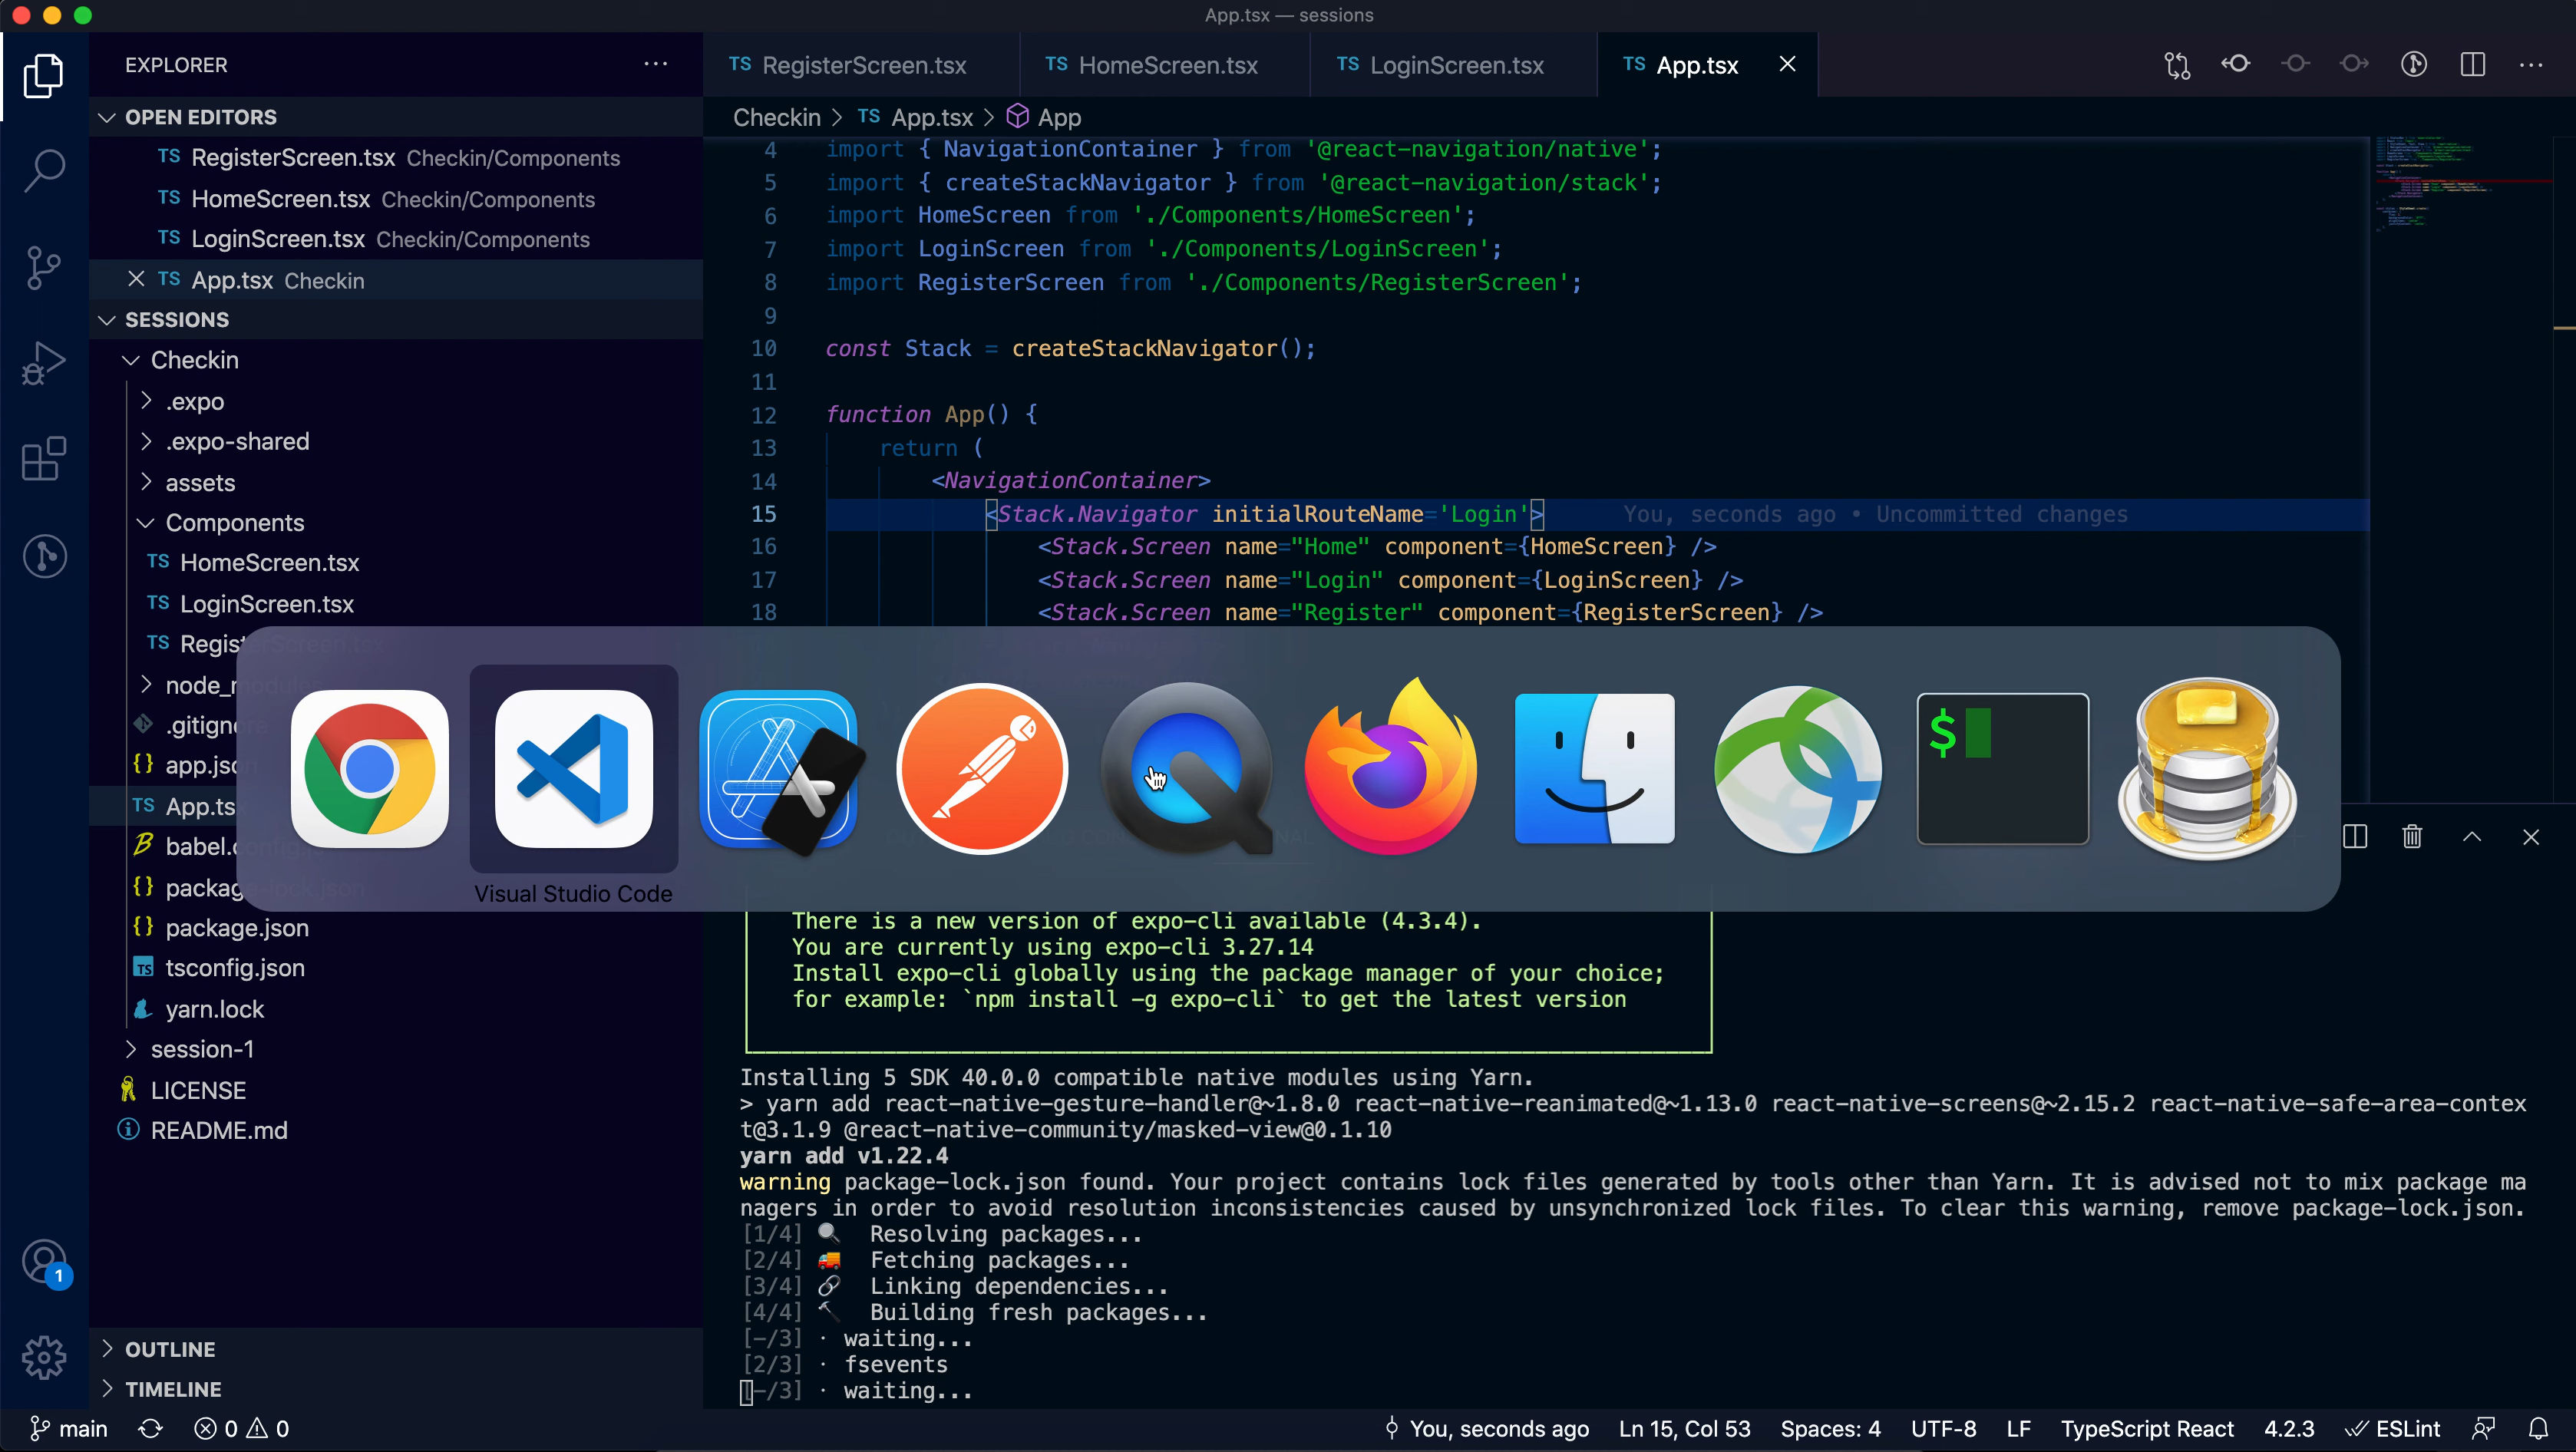 App.tsx — sessions
EXPLORER
OPEN EDITORS
TS RegisterScreen.tsx Checkin/Components
TS HomeScreen.tsx Checkin/Components
TS LoginScreen.tsx Checkin/Components
TS App.tsx Checkin
SESSIONS
Checkin
.expo
.expo-shared
assets
Components
TS HomeScreen.tsx
TS LoginScreen.tsx
TS RegisterScreen.tsx
node_modules
.gitignore
{} app.json
TS App.ts
babel.config
{} package-lock.json
{} package.json
TS tsconfig.json
yarn.lock
session-1
LICENSE
README.md
OUTLINE
TIMELINE
1
TS RegisterScreen.tsx
TS HomeScreen.tsx
TS LoginScreen.tsx
TS App.tsx
Checkin > TS App.tsx > App
4 import { NavigationContainer } from '@react-navigation/native';
5 import { createStackNavigator } from '@react-navigation/stack';
6 import HomeScreen from './Components/HomeScreen';
7 import LoginScreen from './Components/LoginScreen';
8 import RegisterScreen from './Components/RegisterScreen';
9
10 const Stack = createStackNavigator();
11
12 function App() {
13 return (
14 <NavigationContainer>
15 <Stack.Navigator initialRouteName='Login'> You, seconds ago • Uncommitted changes
16 <Stack.Screen name="Home" component={HomeScreen} />
17 <Stack.Screen name="Login" component={LoginScreen} />
18 <Stack.Screen name="Register" component={RegisterScreen} />
$
Visual Studio Code
There is a new version of expo-cli available (4.3.4).
You are currently using expo-cli 3.27.14
Install expo-cli globally using the package manager of your choice;
for example: `npm install -g expo-cli` to get the latest version
Installing 5 SDK 40.0.0 compatible native modules using Yarn.
> yarn add react-native-gesture-handler@~1.8.0 react-native-reanimated@~1.13.0 react-native-screens@~2.15.2 react-native-safe-area-contex
t@3.1.9 @react-native-community/masked-view@0.1.10
yarn add v1.22.4
warning package-lock.json found. Your project contains lock files generated by tools other than Yarn. It is advised not to mix package ma
nagers in order to avoid resolution inconsistencies caused by unsynchronized lock files. To clear this warning, remove package-lock.json.
[1/4] 🔍 Resolving packages...
[2/4] 🚚 Fetching packages...
[3/4] 🔗 Linking dependencies...
[4/4] 🔨 Building fresh packages...
[-/3] · waiting...
[2/3] · fsevents
[-/3] · waiting...
main 0 0
You, seconds ago Ln 15, Col 53 Spaces: 4 UTF-8 LF TypeScript React 4.2.3 ESLint